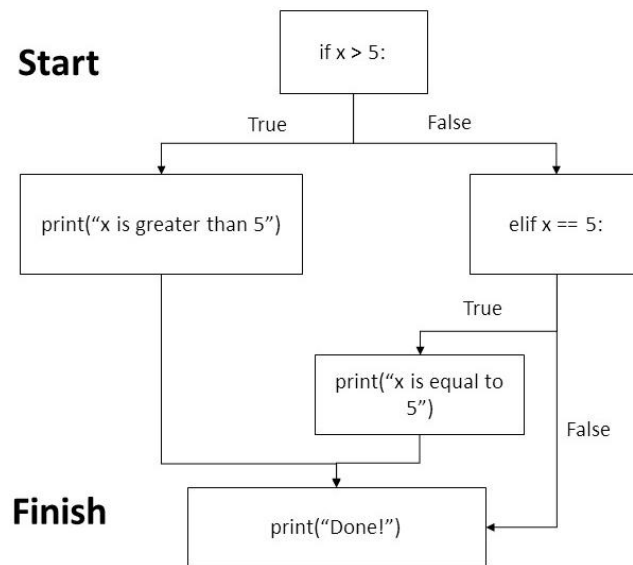 if x > 5:
Start
True
False
print(“x is greater than 5”)
elif x == 5:
True
print(“x is equal to
5”)
False
Finish
print(“Done!”)